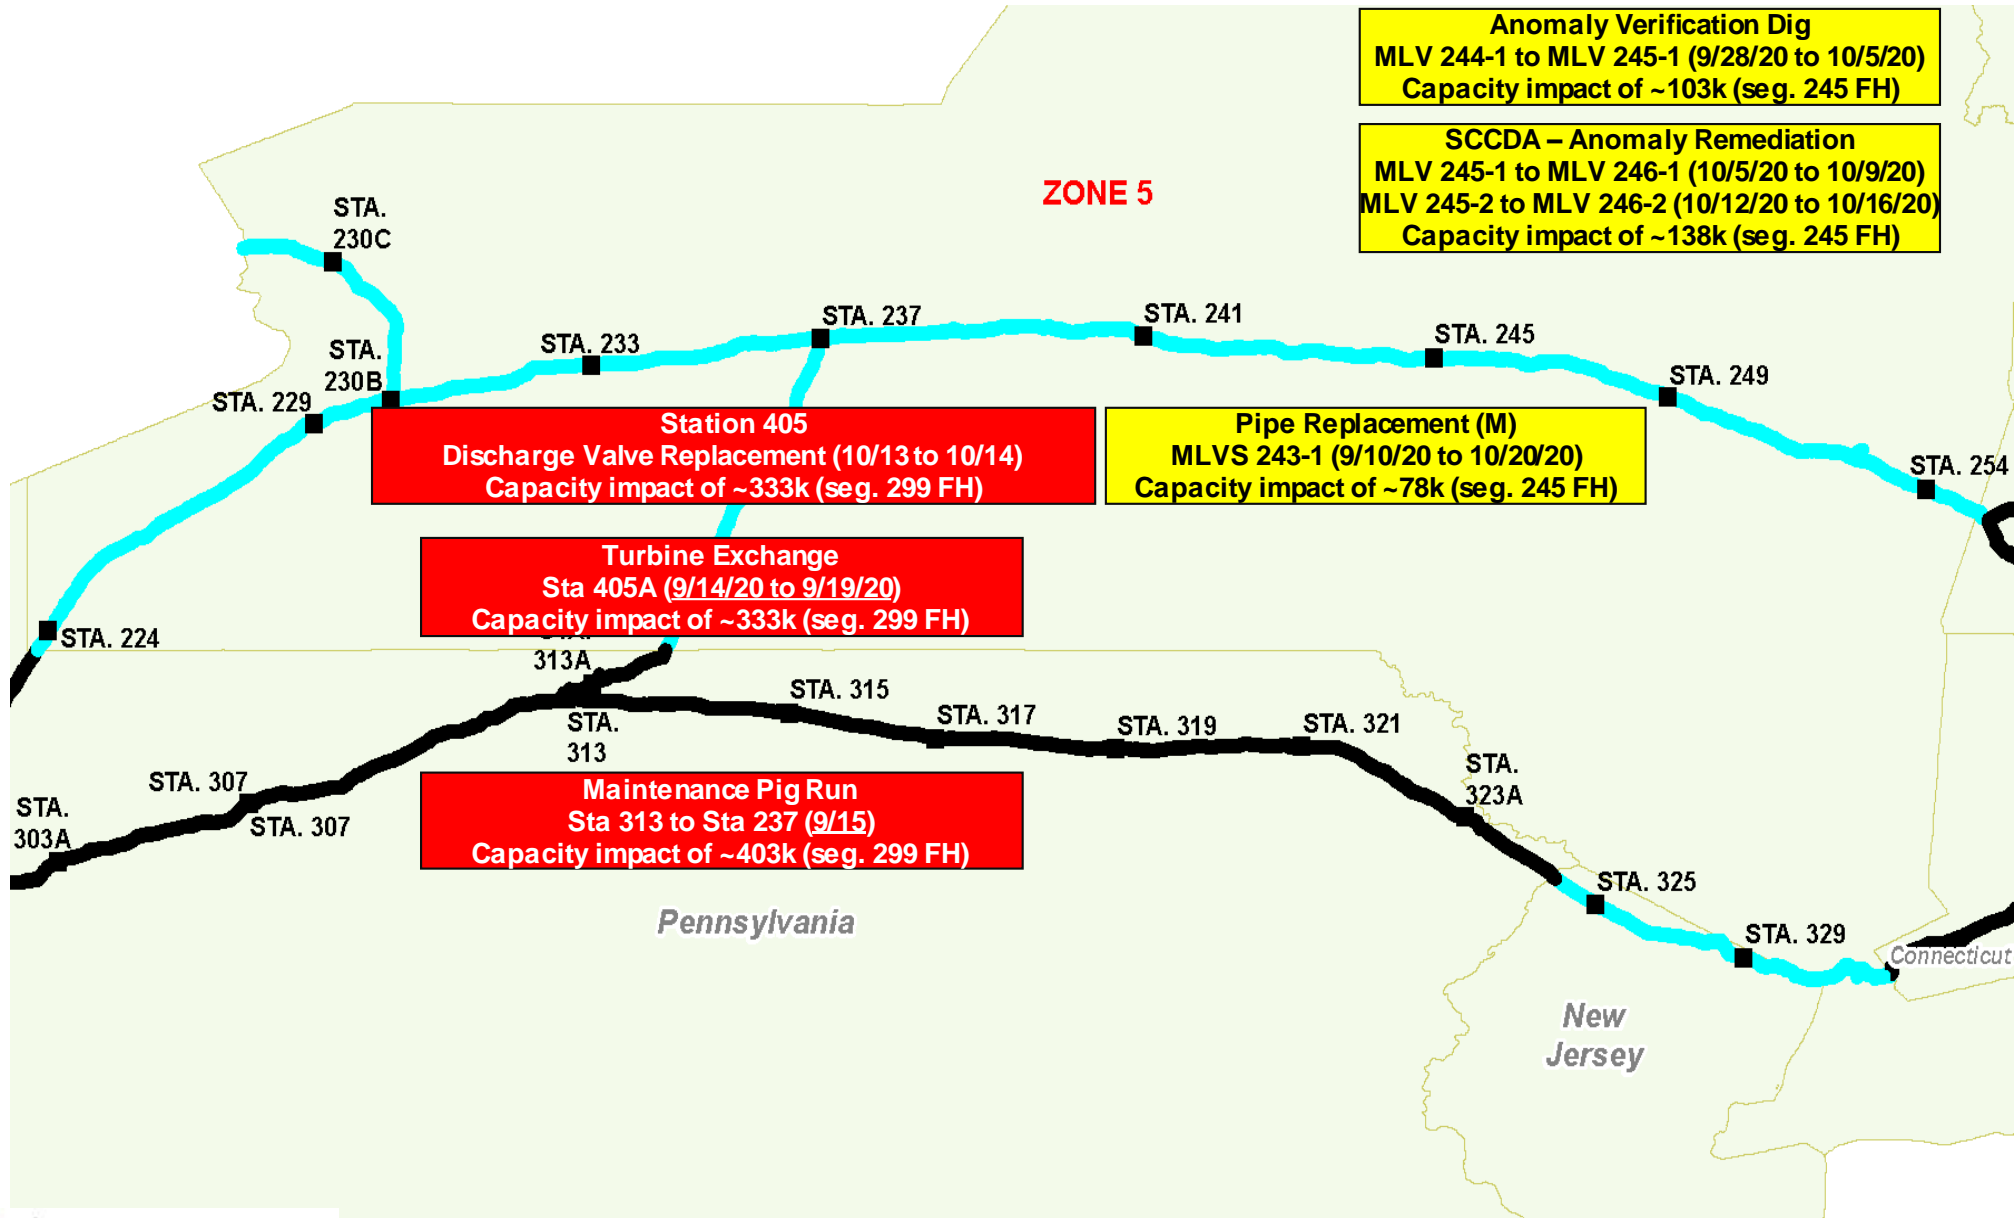 Anomaly Verification Dig
MLV 244-1 to MLV 245-1 (9/28/20 to 10/5/20)
Capacity impact of ~103k (seg. 245 FH)
SCCDA – Anomaly Remediation
MLV 245-1 to MLV 246-1 (10/5/20 to 10/9/20)
MLV 245-2 to MLV 246-2 (10/12/20 to 10/16/20)
Capacity impact of ~138k (seg. 245 FH)
ZONE 5
STA.
230C
STA. 237
STA. 241
STA. 233
STA. 245
STA.
230B
STA. 249
STA. 229
Station 405
Discharge Valve Replacement (10/13 to 10/14)
Capacity impact of ~333k (seg. 299 FH)
Pipe Replacement (M)
MLVS 243-1 (9/10/20 to 10/20/20)
Capacity impact of ~78k (seg. 245 FH)
STA. 254
Turbine Exchange
Sta 405A (9/14/20 to 9/19/20)
Capacity impact of ~333k (seg. 299 FH)
STA. 224
313A
STA. 315
STA. 317
STA. 319
STA. 321
STA.
313
STA.
323A
STA. 307
STA. 307
STA.
303A
Maintenance Pig Run
Sta 313 to Sta 237 (9/15)
Capacity impact of ~403k (seg. 299 FH)
STA. 325
Pennsylvania
STA. 329
Connecticut
New
Jersey